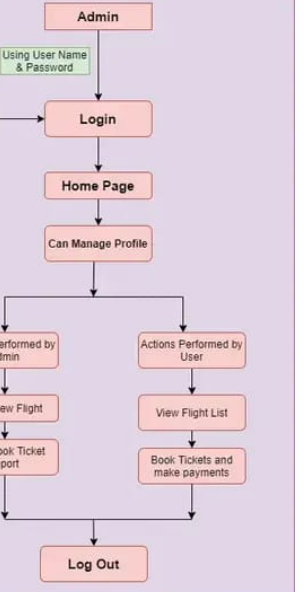 Admin
Using User Name
& Password
Login
Home Page
Can Manage Profile
erformed by
dmin
Actions Performed by
User
ew Flight
View Flight List
ook Ticket
port
Book Tickets and
make payments
Log Out